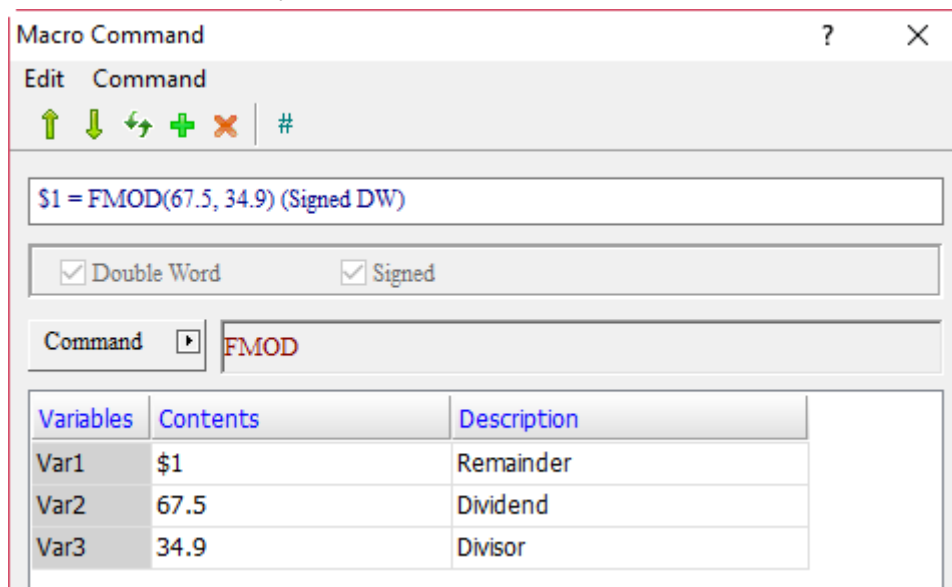 Macro Command ? ×
Edit Command
#
$1 = FMOD(67.5, 34.9) (Signed DW)
Double Word Signed
Command FMOD
Variables Contents Description
Var1 $1 Remainder
Var2 67.5 Dividend
Var3 34.9 Divisor